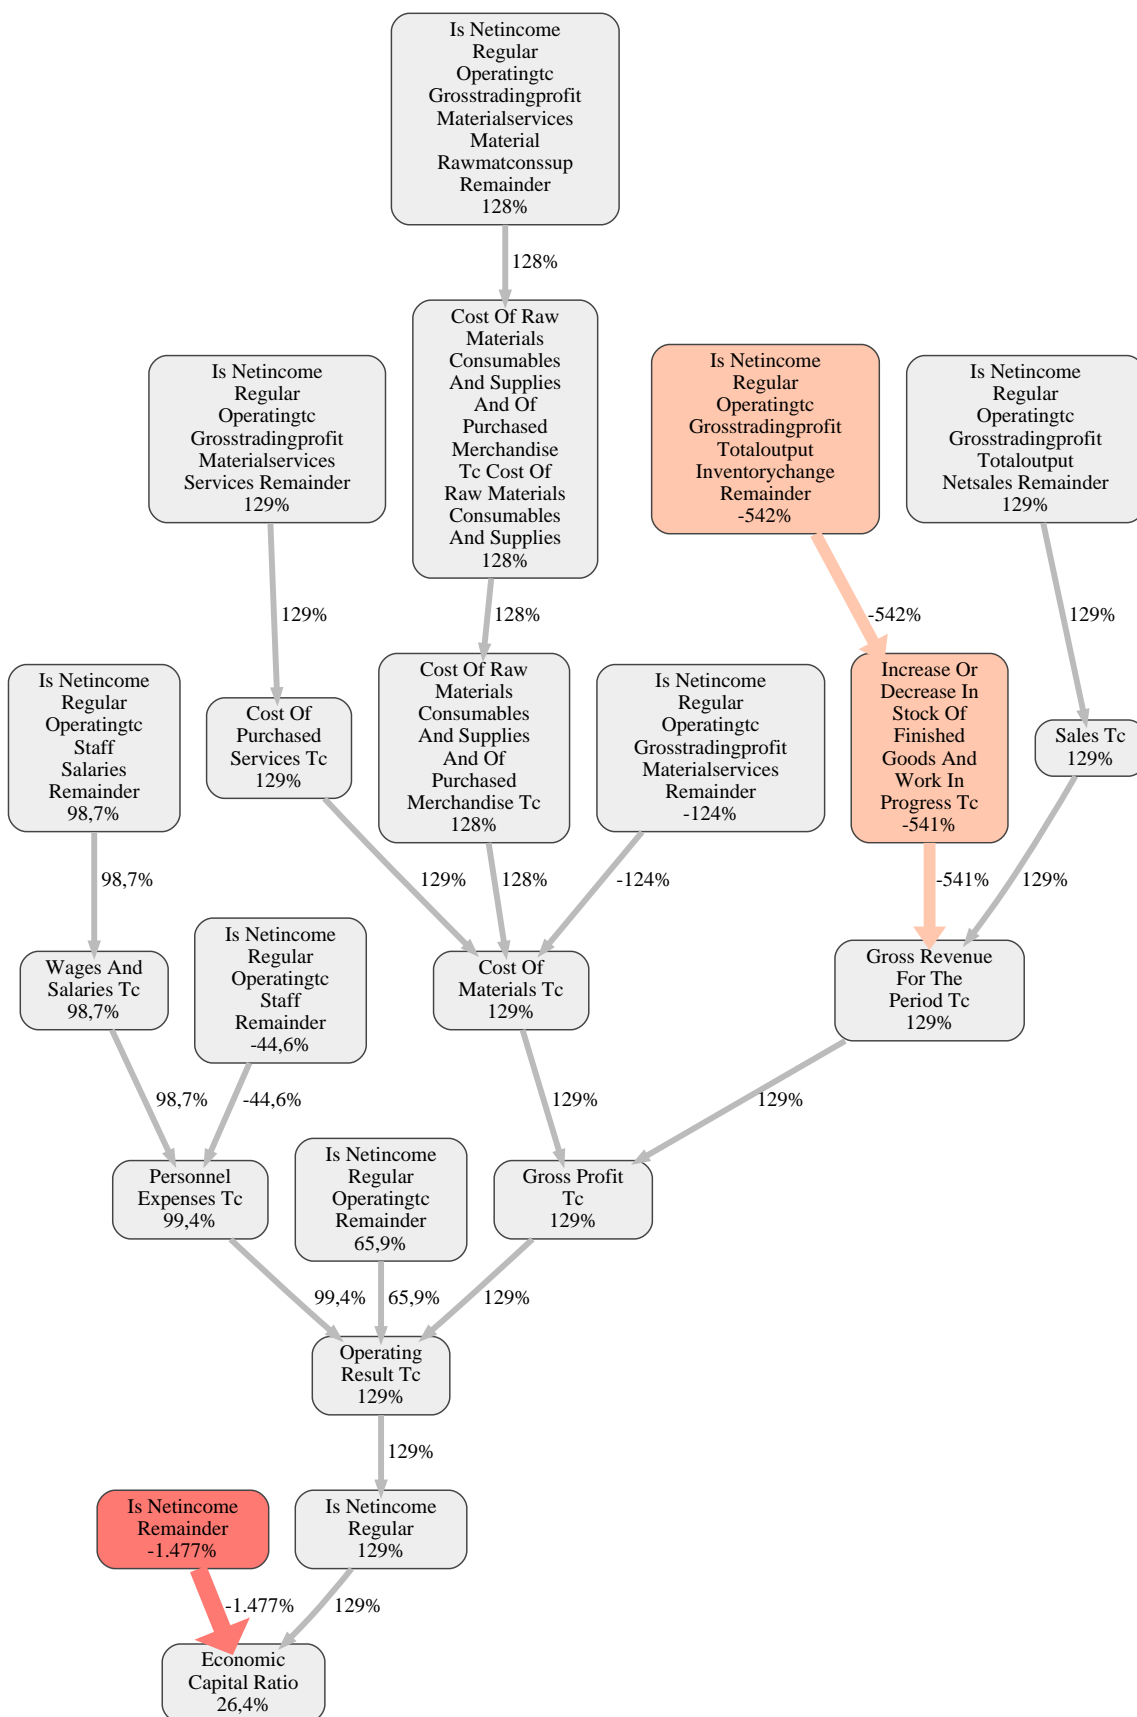 Is Netincome
Regular
Operatingtc
Grosstradingprofit
Materialservices
Material
Rawmatconssup
Remainder
128%
128%
Cost Of Raw
Materials
Consumables
And Supplies
And Of
Purchased
Merchandise
Tc Cost Of
Raw Materials
Consumables
And Supplies
128%
Is Netincome
Regular
Operatingtc
Grosstradingprofit
Materialservices
Services Remainder
129%
Is Netincome
Regular
Operatingtc
Grosstradingprofit
Totaloutput
Inventorychange
Remainder
-542%
Is Netincome
Regular
Operatingtc
Grosstradingprofit
Totaloutput
Netsales Remainder
129%
129%
128%
-542%
129%
Is Netincome
Regular
Operatingtc
Staff
Salaries
Remainder
98,7%
Cost Of
Purchased
Services Tc
129%
Cost Of Raw
Materials
Consumables
And Supplies
And Of
Purchased
Merchandise Tc
128%
Is Netincome
Regular
Operatingtc
Grosstradingprofit
Materialservices
Remainder
-124%
Increase Or
Decrease In
Stock Of
Finished
Goods And
Work In
Progress Tc
-541%
Sales Tc
129%
98,7%
129%
128%
-124%
-541%
129%
Wages And
Salaries Tc
98,7%
Is Netincome
Regular
Operatingtc
Staff
Remainder
-44,6%
Cost Of
Materials Tc
129%
Gross Revenue
For The
Period Tc
129%
98,7%
-44,6%
129%
129%
Personnel
Expenses Tc
99,4%
Is Netincome
Regular
Operatingtc
Remainder
65,9%
Gross Profit
Tc
129%
99,4%
65,9%
129%
Operating
Result Tc
129%
129%
Is Netincome
Remainder
-1.477%
Is Netincome
Regular
129%
-1.477%
129%
Economic
Capital Ratio
26,4%